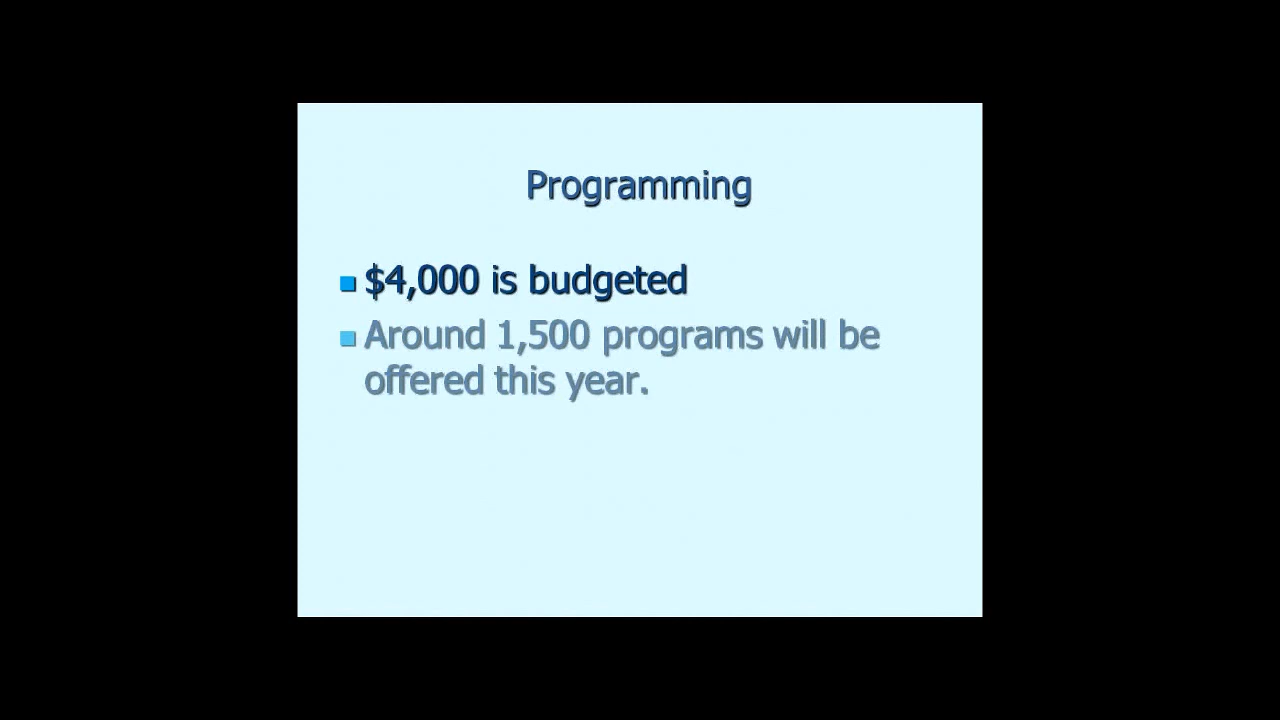 Programming
$4,000 is budgeted
Around 1,500 programs will be
offered this year.